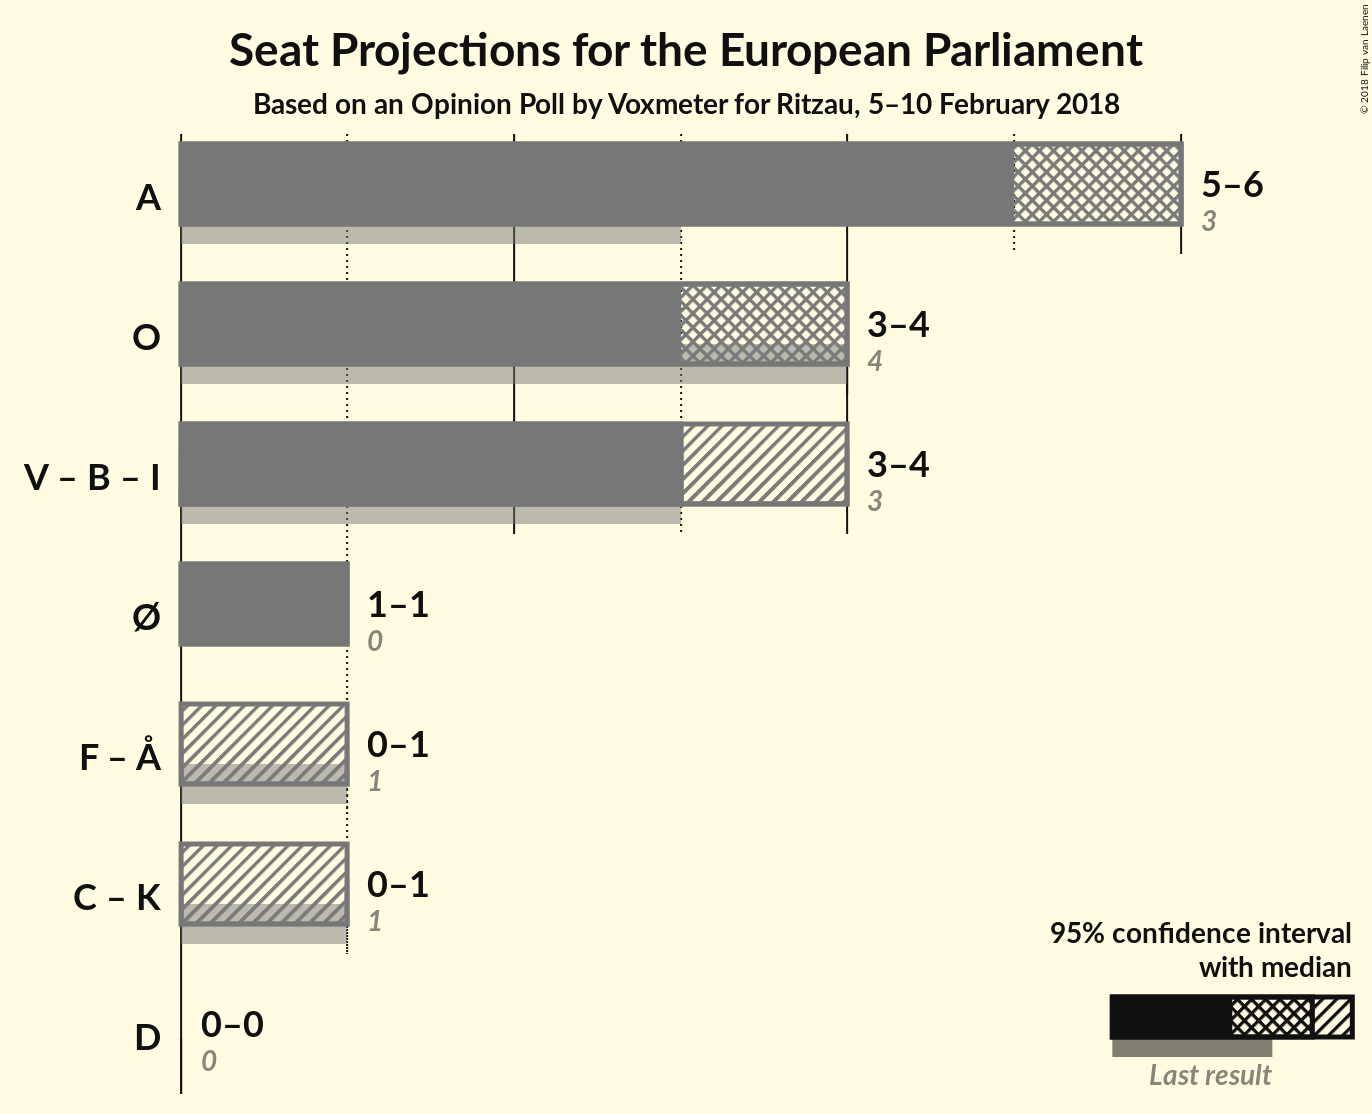 Seat Projections for the European Parliament
Based on an Opinion Poll by Voxmeter for Ritzau, 5–10 February 2018
© 2018 Filip van Laenen
A
5–6
3
O
3–4
4
V – B – I
3–4
3
Ø
1–1
0
F – Å
0–1
1
C – K
0–1
1
D
0–0
0
95% confidence interval
with median
Last result